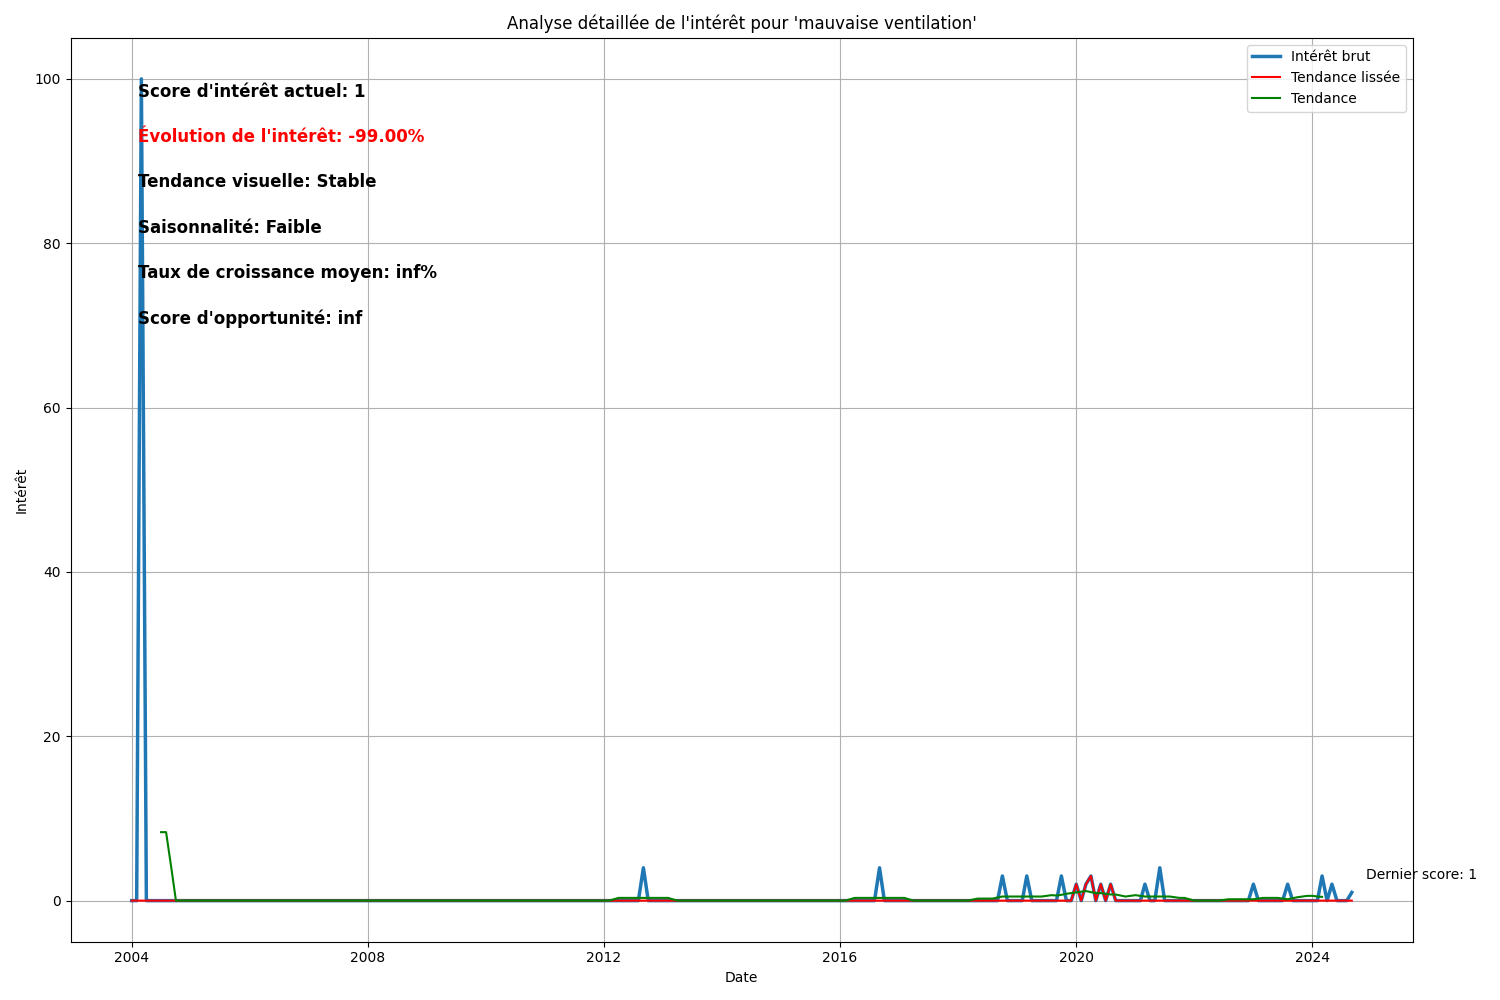 Analyse détaillée de l'intérêt pour 'mauvaise ventilation'
Intérêt brut
Tendance lissée
Tendance
Score d'intérêt actuel: 1
Évolution de l'intérêt: -99.00%
Tendance visuelle: Stable
Saisonnalité: Faible
Taux de croissance moyen: inf%
Score d'opportunité: inf
Dernier score: 1
Intérêt
100
80
60
40
20
0
2004
2008
2012
2016
2020
2024
Date